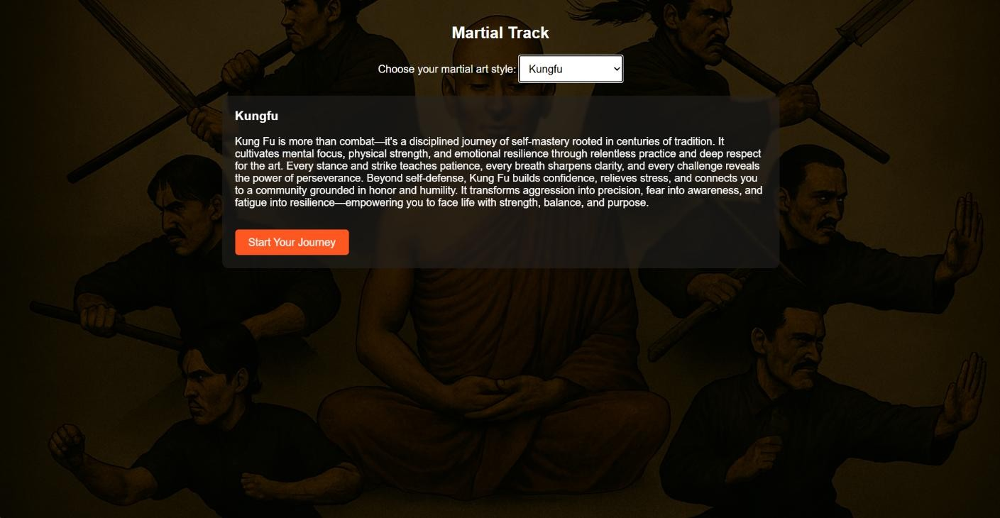 Martial Track
Choose your martial art style: Kungfu
Kungfu
Kung Fu is more than combat—it's a disciplined journey of self-mastery rooted in centuries of tradition. It
cultivates mental focus, physical strength, and emotional resilience through relentless practice and deep respect
for the art. Every stance and strike teaches patience, every breath sharpens clarity, and every challenge reveals
the power of perseverance. Beyond self-defense, Kung Fu builds confidence, relieves stress, and connects you
to a community grounded in honor and humility. It transforms aggression into precision, fear into awareness, and
fatigue into resilience—empowering you to face life with strength, balance, and purpose.
Start Your Journey